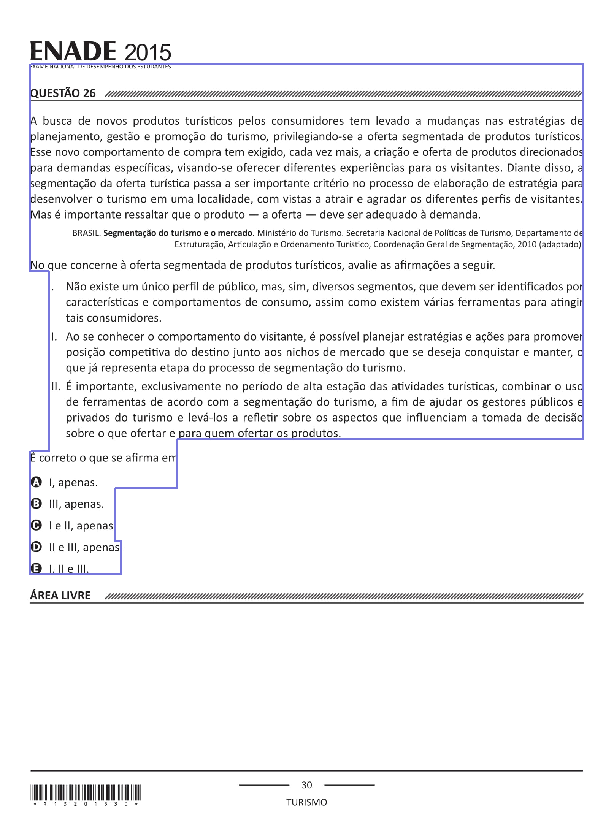 ENADE 2015
EXAME NACIONAL DE DESEMPENHO DOS ESTUDANTES
QUESTÃO 26
A busca de novos produtos turísticos pelos consumidores tem levado a mudanças nas estratégias de
planejamento, gestão e promoção do turismo, privilegiando-se a oferta segmentada de produtos turísticos.
Esse novo comportamento de compra tem exigido, cada vez mais, a criação e oferta de produtos direcionados
para demandas específicas, visando-se oferecer diferentes experiências para os visitantes. Diante disso, a
segmentação da oferta turística passa a ser importante critério no processo de elaboração de estratégia para
desenvolver o turismo em uma localidade, com vistas a atrair e agradar os diferentes perfis de visitantes.
Mas é importante ressaltar que o produto — a oferta — deve ser adequado à demanda.
BRASIL. Segmentação do turismo e o mercado. Ministério do Turismo. Secretaria Nacional de Políticas de Turismo, Departamento de
Estruturação, Articulação e Ordenamento Turístico, Coordenação Geral de Segmentação, 2010 (adaptado)
No que concerne à oferta segmentada de produtos turísticos, avalie as afirmações a seguir.
. Não existe um único perfil de público, mas, sim, diversos segmentos, que devem ser identificados por
características e comportamentos de consumo, assim como existem várias ferramentas para atingir
tais consumidores.
I. Ao se conhecer o comportamento do visitante, é possível planejar estratégias e ações para promover
posição competitiva do destino junto aos nichos de mercado que se deseja conquistar e manter, o
que já representa etapa do processo de segmentação do turismo.
II. É importante, exclusivamente no período de alta estação das atividades turísticas, combinar o uso
de ferramentas de acordo com a segmentação do turismo, a fim de ajudar os gestores públicos e
privados do turismo e levá-los a refletir sobre os aspectos que influenciam a tomada de decisão
sobre o que ofertar e para quem ofertar os produtos.
É correto o que se afirma em
A I, apenas.
B III, apenas.
C I e II, apenas
D II e III, apenas
E I, II e III.
ÁREA LIVRE
30
TURISMO